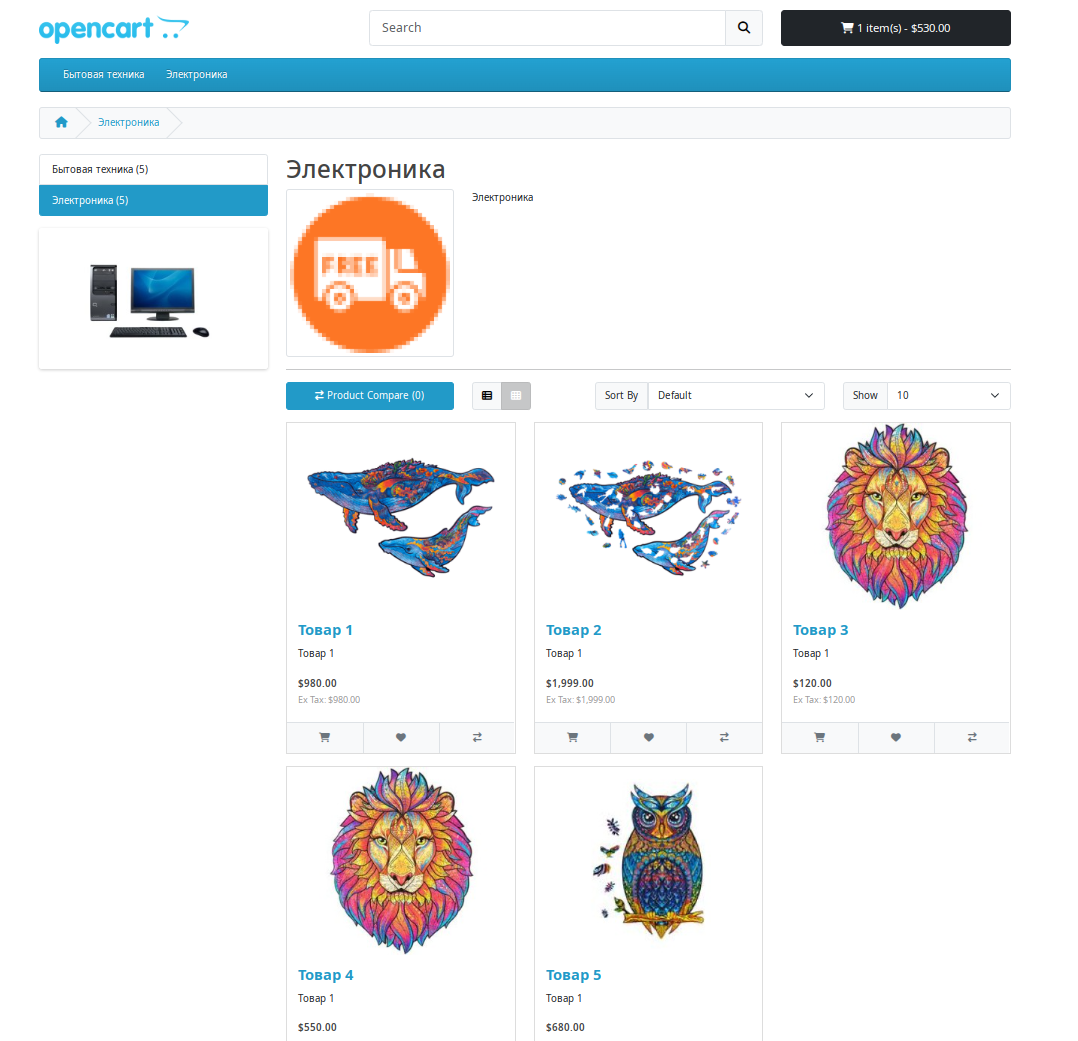 opencart
Search
1 item(s) - $530.00
Бытовая техника Электроника
Электроника
Бытовая техника (5)
Электроника (5)
Электроника
FREE
Электроника
Product Compare (0)
Sort By Default
Show 10
Товар 1
Товар 1
$980.00
Ex Tax: $980.00
Товар 2
Товар 1
$1,999.00
Ex Tax: $1,999.00
Товар 3
Товар 1
$120.00
Ex Tax: $120.00
Товар 4
Товар 1
$550.00
Товар 5
Товар 1
$680.00